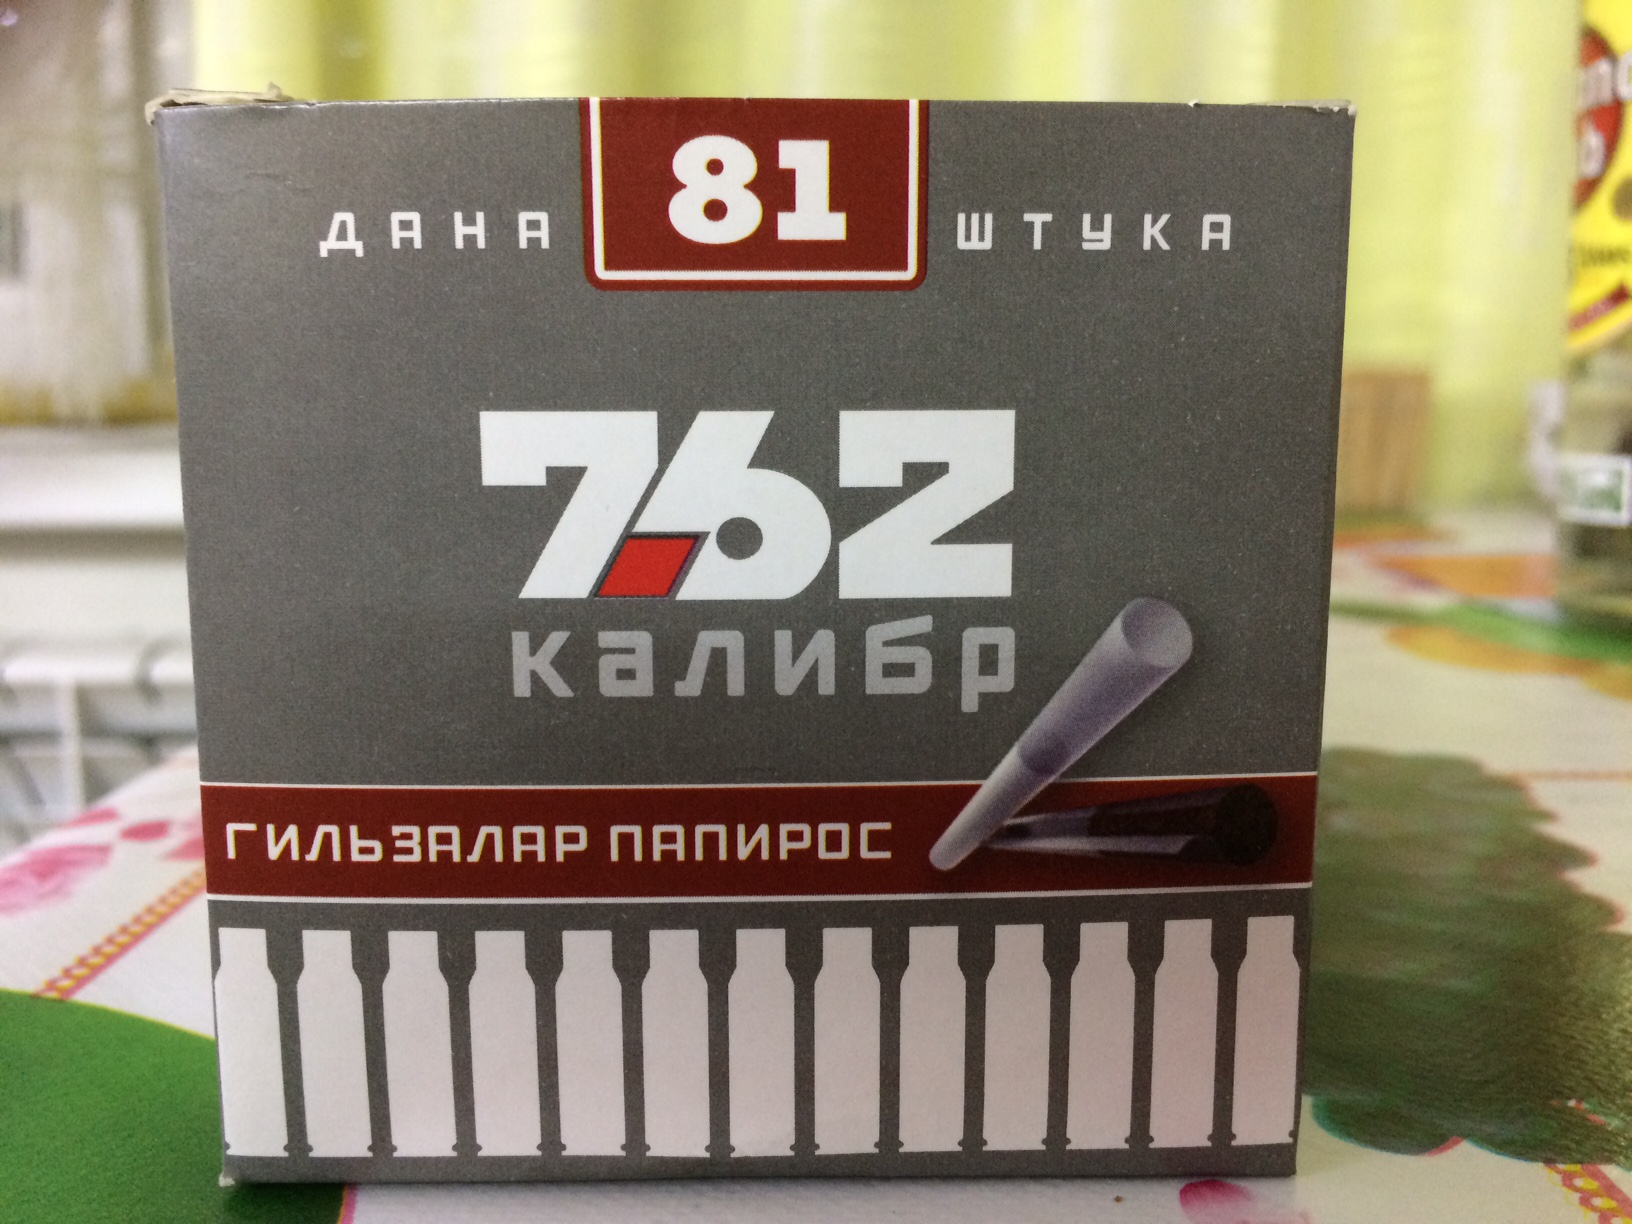 81
ДАНА ШТУКА
7.62
калибр
ГИЛЬЗАЛАР ПАПИРОС